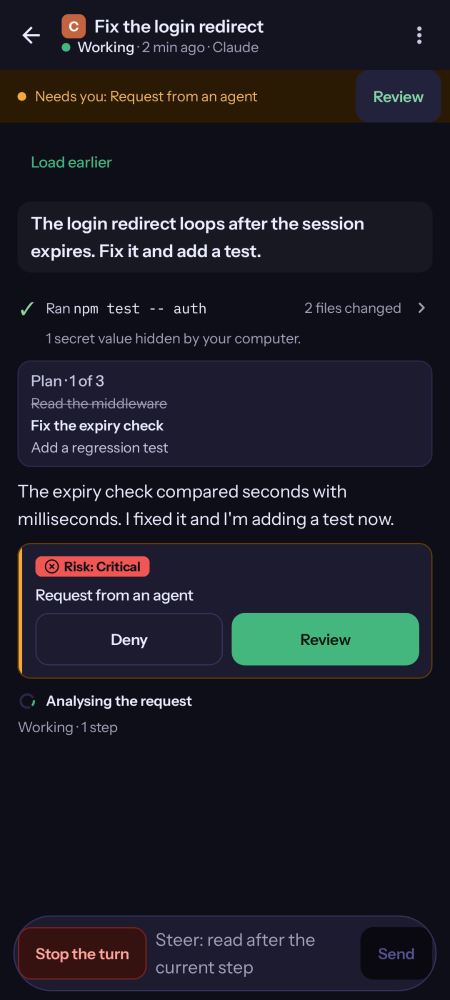 C Fix the login redirect
Working · 2 min ago · Claude
Needs you: Request from an agent
Review
Load earlier
The login redirect loops after the session
expires. Fix it and add a test.
✓ Ran npm test -- auth 2 files changed >
1 secret value hidden by your computer.
Plan · 1 of 3
Read the middleware
Fix the expiry check
Add a regression test
The expiry check compared seconds with
milliseconds. I fixed it and I'm adding a test now.
Risk: Critical
Request from an agent
Deny
Review
Analysing the request
Working · 1 step
Stop the turn
Steer: read after the
current step
Send